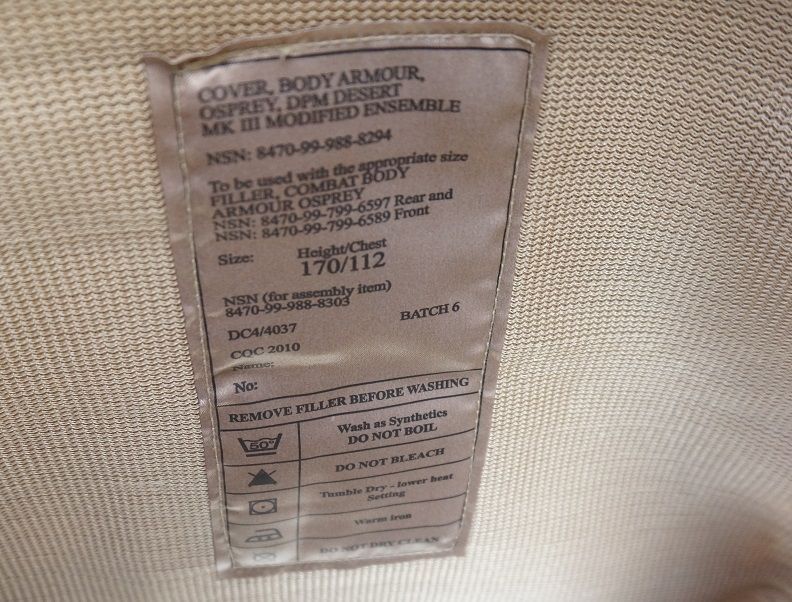 COVER, BODY ARMOUR,
OSPREY, DPM DESERT
MK III MODIFIED ENSEMBLE
NSN: 8470-99-988-8294
To be used with the appropriate size
FILLER, COMBAT BODY
ARMOUR OSPREY
NSN: 8470-99-799-6597 Rear and
NSN: 8470-99-799-6589 Front
Size: Height/Chest
170/112
NSN (for assembly item)
8470-99-988-8303
DC4/4037 BATCH 6
COC 2010
Name:
No:
REMOVE FILLER BEFORE WASHING
50° Wash as Synthetics
DO NOT BOIL
DO NOT BLEACH
Tumble Dry - lower heat
Setting
Warm iron
DO NOT DRY CLEAN